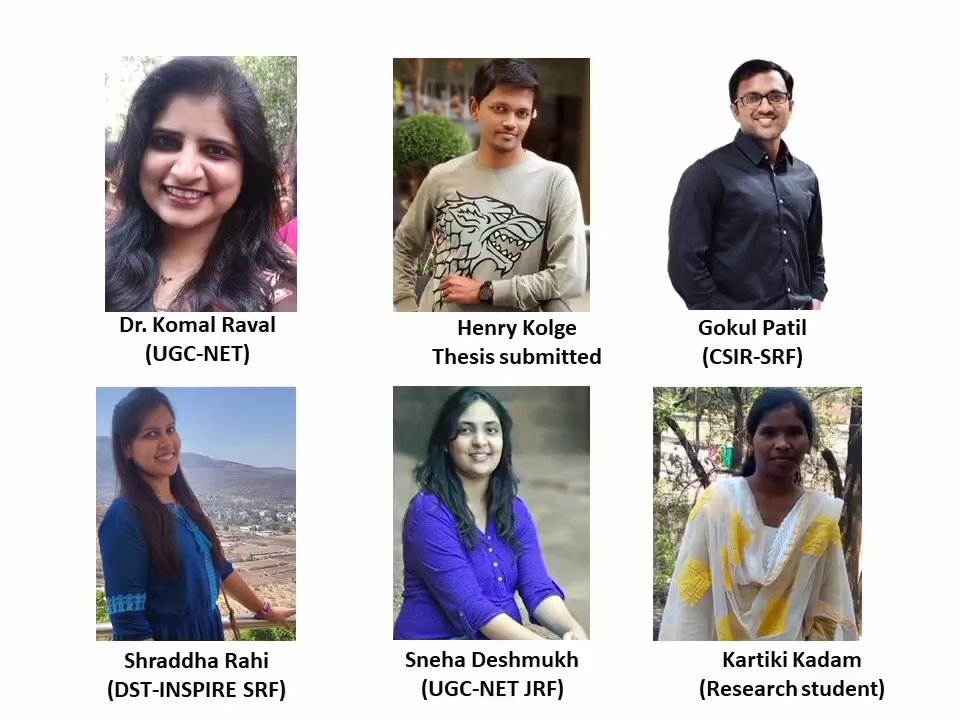 Dr. Komal Raval
(UGC-NET)
Henry Kolge
Thesis submitted
Gokul Patil
(CSIR-SRF)
Shraddha Rahi
(DST-INSPIRE SRF)
Sneha Deshmukh
(UGC-NET JRF)
Kartiki Kadam
(Research student)